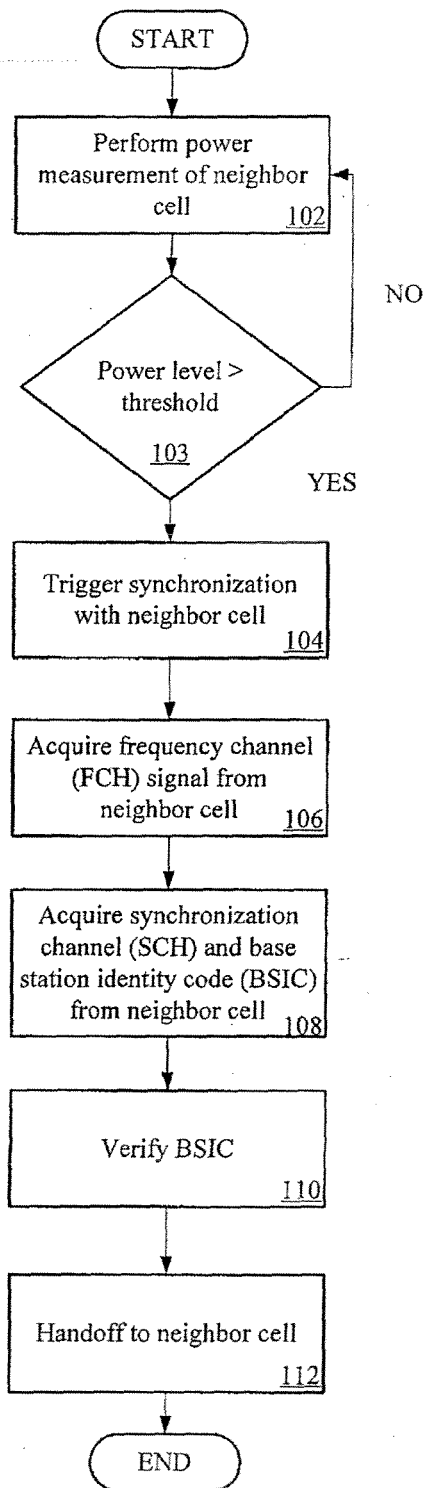 START
Perform power
measurement of neighbor
cell
102
NO
Power level >
threshold
103
YES
Trigger synchronization
with neighbor cell
104
Acquire frequency channel
(FCH) signal from
neighbor cell
106
Acquire synchronization
channel (SCH) and base
station identity code (BSIC)
from neighbor cell
108
Verify BSIC
110
Handoff to neighbor cell
112
END